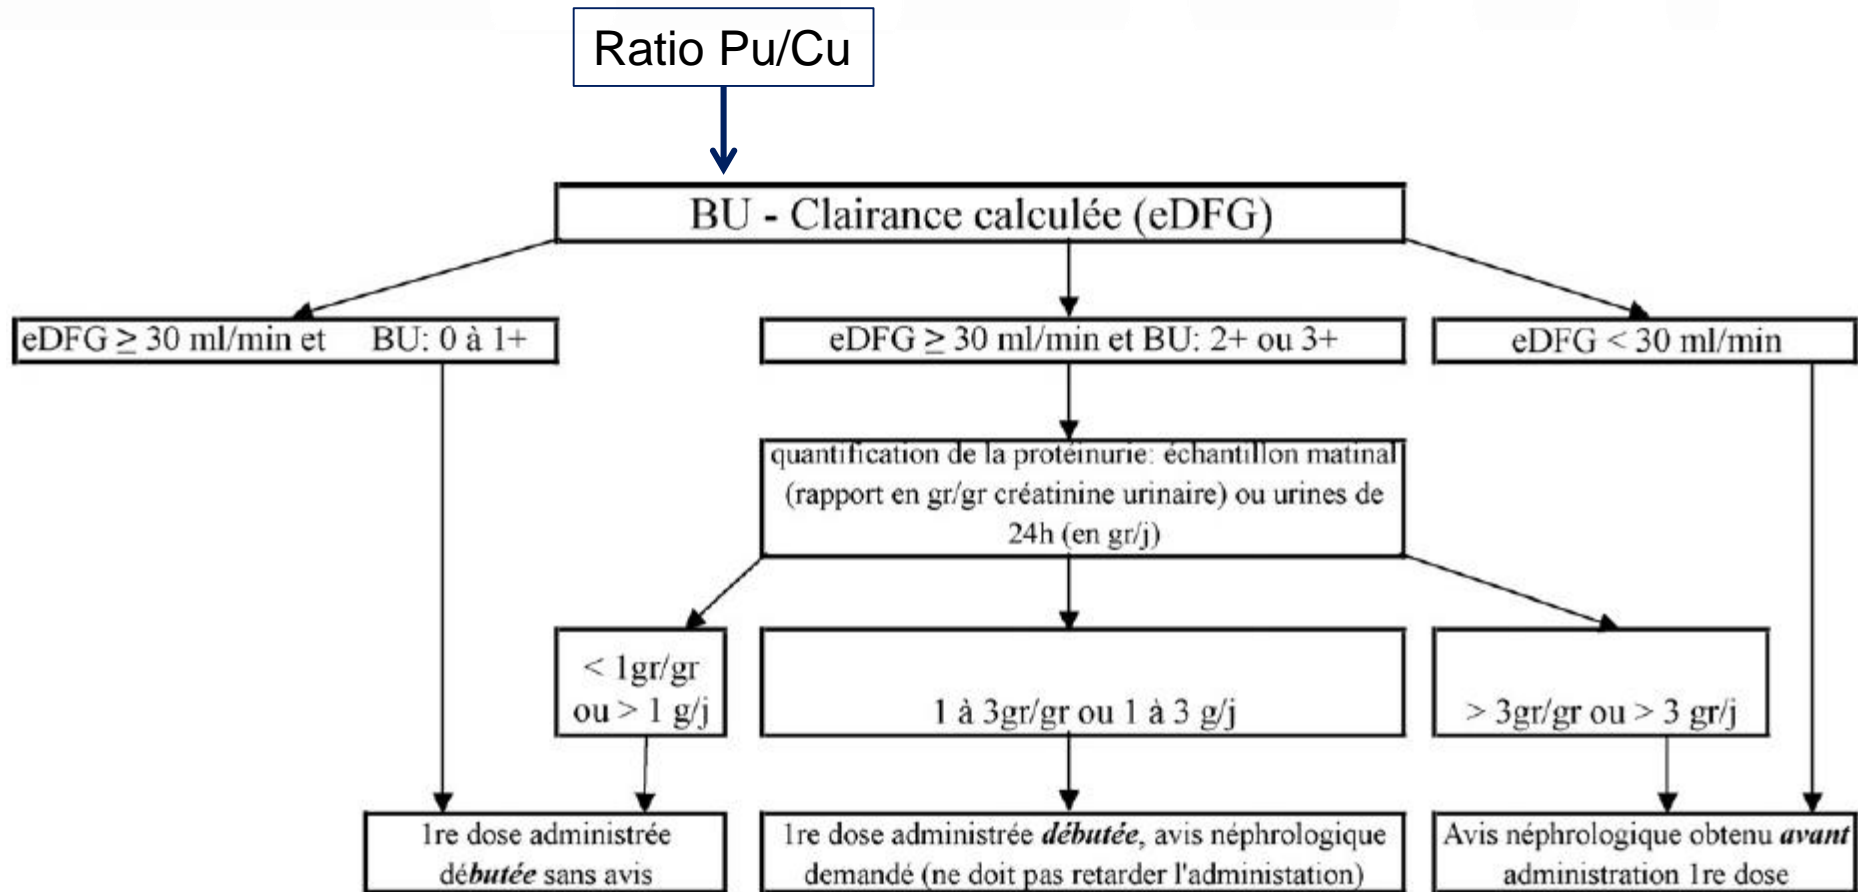 Ratio Pu/Cu
BU - Clairance calculée (eDFG)
eDFG ≥ 30 ml/min et BU: 0 à 1+
eDFG ≥ 30 ml/min et BU: 2+ ou 3+
eDFG < 30 ml/min
quantification de la protéinurie: échantillon matinal
(rapport en gr/gr créatinine urinaire) ou urines de
24h (en gr/j)
< 1gr/gr
ou > 1 g/j
1 à 3gr/gr ou 1 à 3 g/j
> 3gr/gr ou > 3 gr/j
1re dose administrée
débutée sans avis
1re dose administrée débutée, avis néphrologique
demandé (ne doit pas retarder l'administation)
Avis néphrologique obtenu avant
administration 1re dose